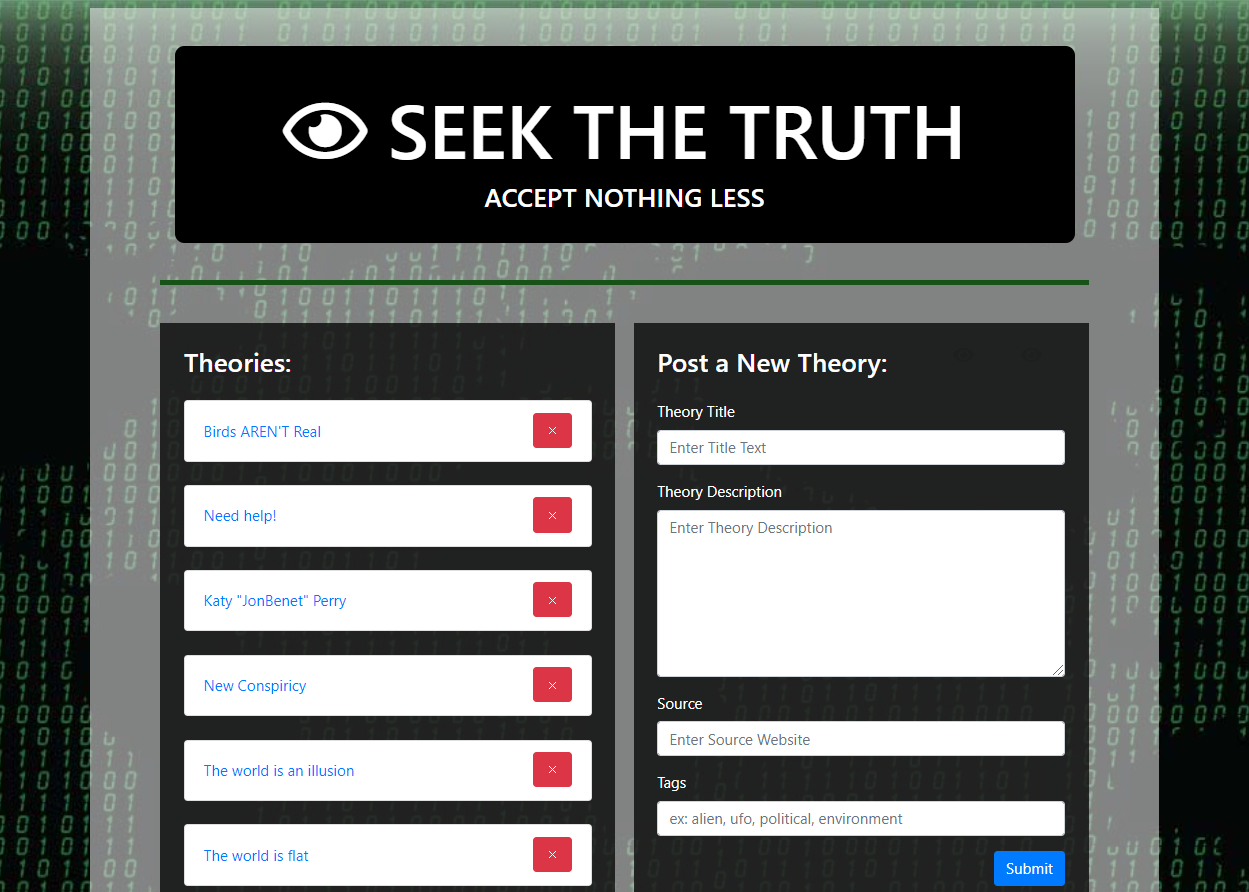 SEEK THE TRUTH
ACCEPT NOTHING LESS
Theories:
Birds AREN'T Real
×
Need help!
×
Katy "JonBenet" Perry
×
New Conspiricy
×
The world is an illusion
×
The world is flat
×
Post a New Theory:
Theory Title
Enter Title Text
Theory Description
Enter Theory Description
Source
Enter Source Website
Tags
ex: alien, ufo, political, environment
Submit